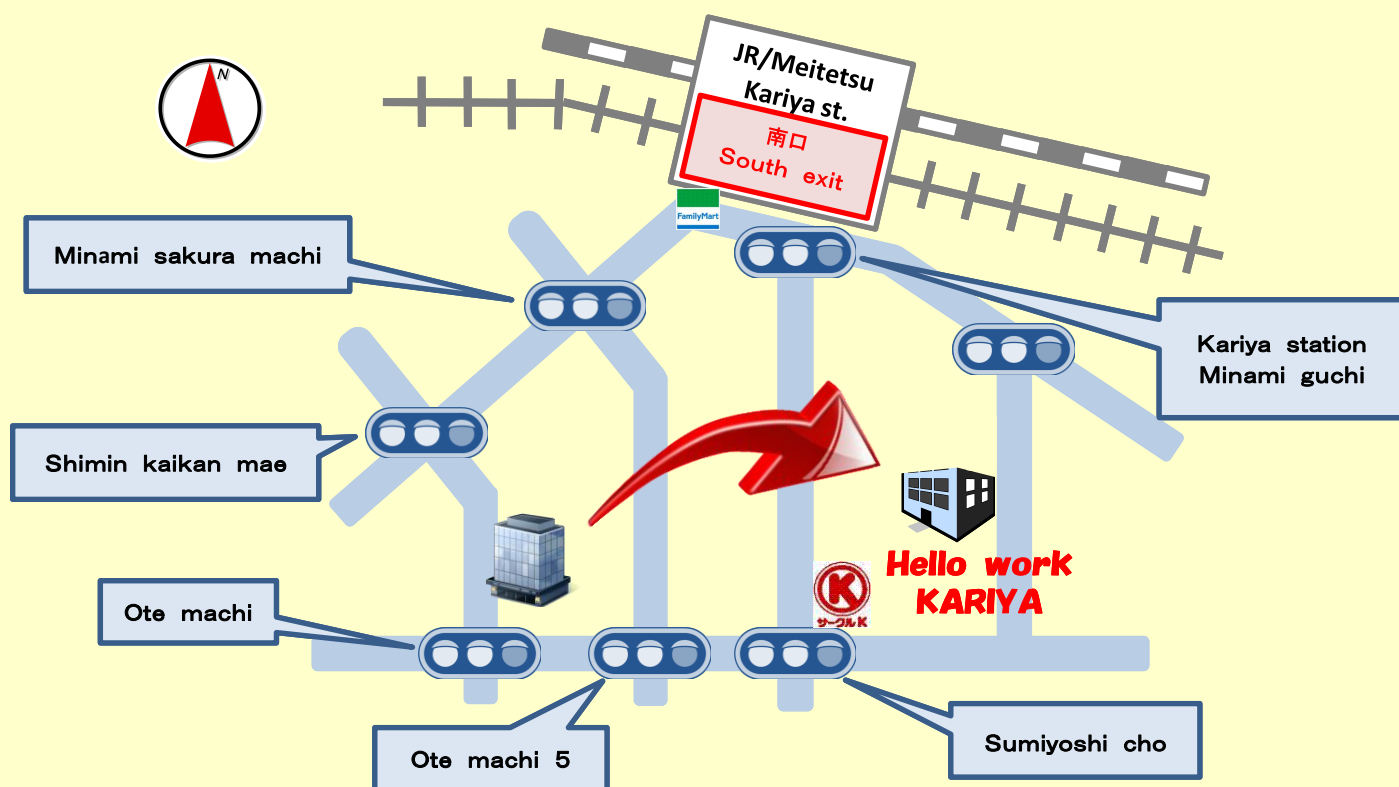 N
JR/Meitetsu
Kariya st.
南口
South exit
FamilyMart
Minami sakura machi
Kariya station
Minami guchi
Shimin kaikan mae
Hello work
KARIYA
K
サークルK
Ote machi
Ote machi 5
Sumiyoshi cho